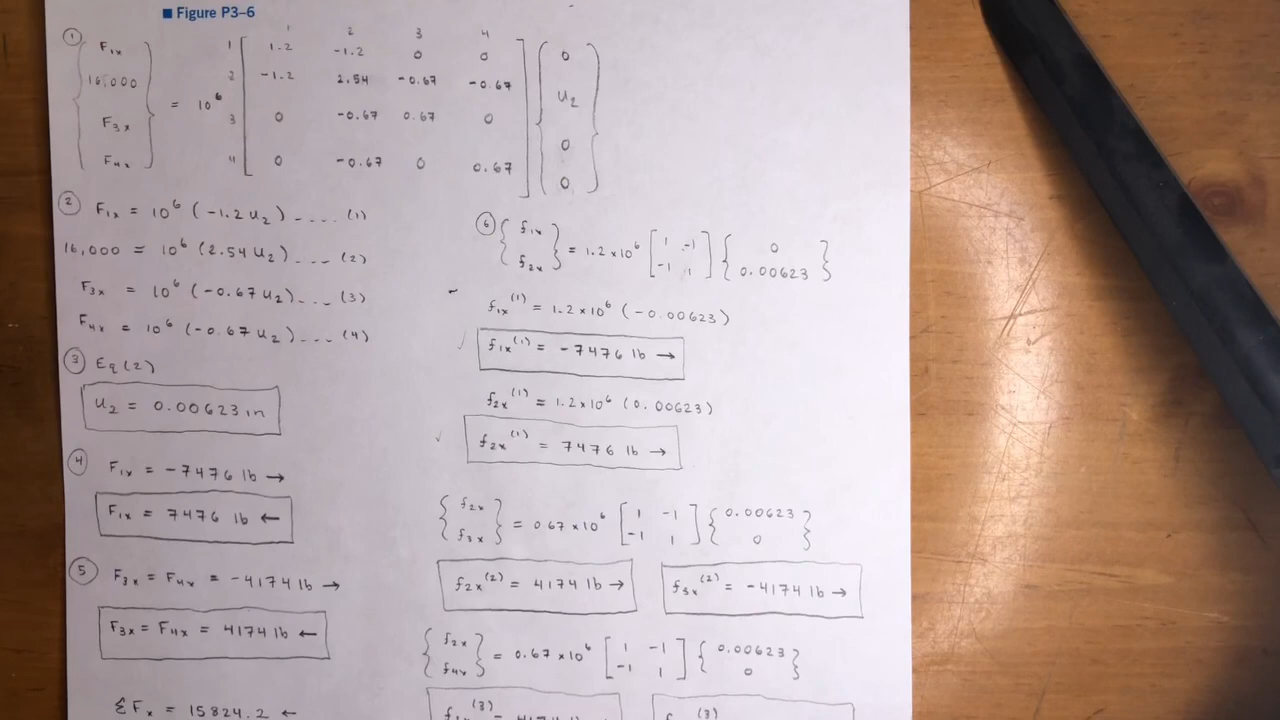 ■ Figure P3–6
①
1 2 3 4
{ F1x } 1 [ 1.2 -1.2 0 0 ] { 0 }
{ 16,000 } 2 [ -1.2 2.54 -0.67 -0.67 ] { u2 }
= 10^6
{ F3x } 3 [ 0 -0.67 0.67 0 ] { 0 }
{ F4x } 4 [ 0 -0.67 0 0.67 ] { 0 }
② F1x = 10^6 (-1.2 u2) .... (1)
16,000 = 10^6 (2.54 u2) ... (2)
F3x = 10^6 (-0.67 u2) ... (3)
F4x = 10^6 (-0.67 u2) ... (4)
③ Eq (2)
u2 = 0.00623 in
④ F1x = -7476 lb →
F1x = 7476 lb ←
⑤ F3x = F4x = -4174 lb →
F3x = F4x = 4174 lb ←
ΣFx = 15824.2 ←
⑥ { f1x f2x } = 1.2 x 10^6 [ 1 -1 -1 1 ] { 0 0.00623 }
f1x^(1) = 1.2 x 10^6 (-0.00623)
f1x^(1) = -7476 lb →
f2x^(1) = 1.2 x 10^6 (0.00623)
f2x^(1) = 7476 lb →
{ f2x f3x } = 0.67 x 10^6 [ 1 -1 -1 1 ] { 0.00623 0 }
f2x^(2) = 4174 lb → f3x^(2) = -4174 lb →
{ f2x f4x } = 0.67 x 10^6 [ 1 -1 -1 1 ] { 0.00623 0 }
(3) (3)